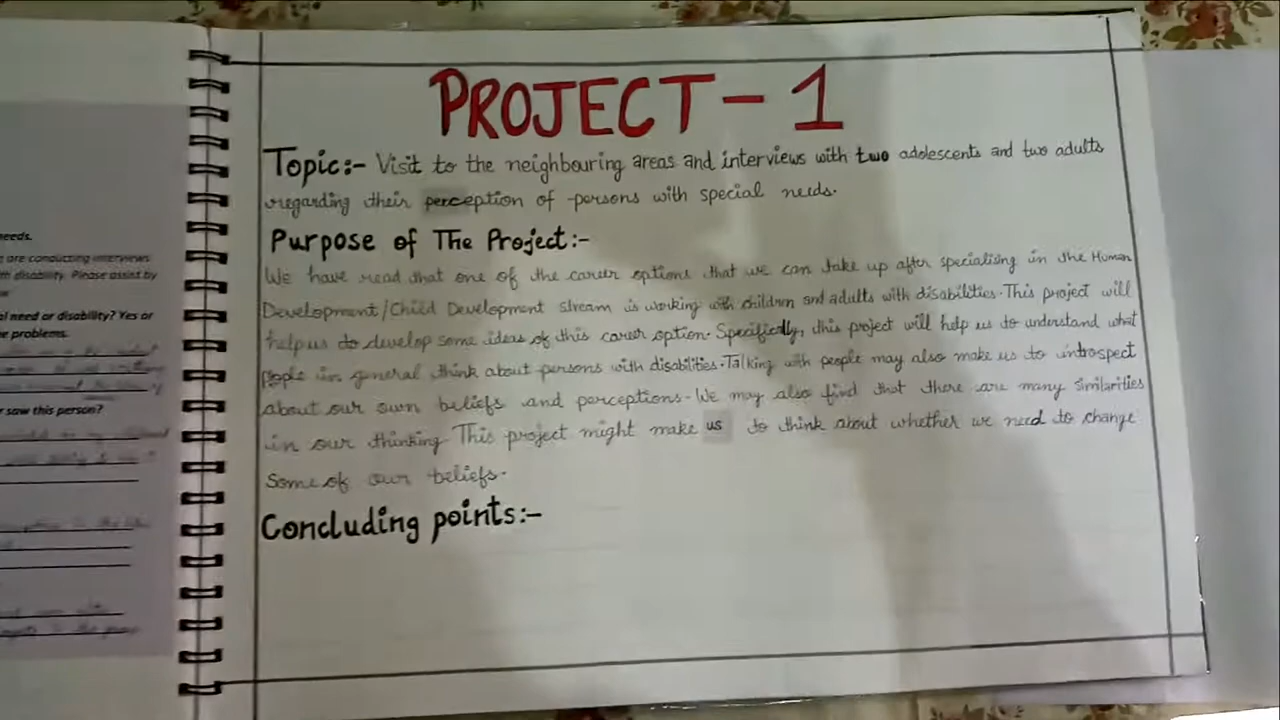 needs.
are conducting interviews
disability. Please assist by
need or disability? Yes or
problems.
saw this person?
PROJECT - 1
Topic:- Visit to the neighbouring areas and interviews with two adolescents and two adults
regarding their perception of persons with special needs.
Purpose of The Project:-
We have read that one of the career options that we can take up after specialising in the Human
Development/Child Development stream is working with children and adults with disabilities. This project will
help us to develop some ideas of this career option. Specifically, this project will help us to understand what
people in general think about persons with disabilities. Talking with people may also make us to introspect
about our own beliefs and perceptions. We may also find that there are many similarities
in our thinking This project might make us to think about whether we need to change
Some of our beliefs.
Concluding points:-